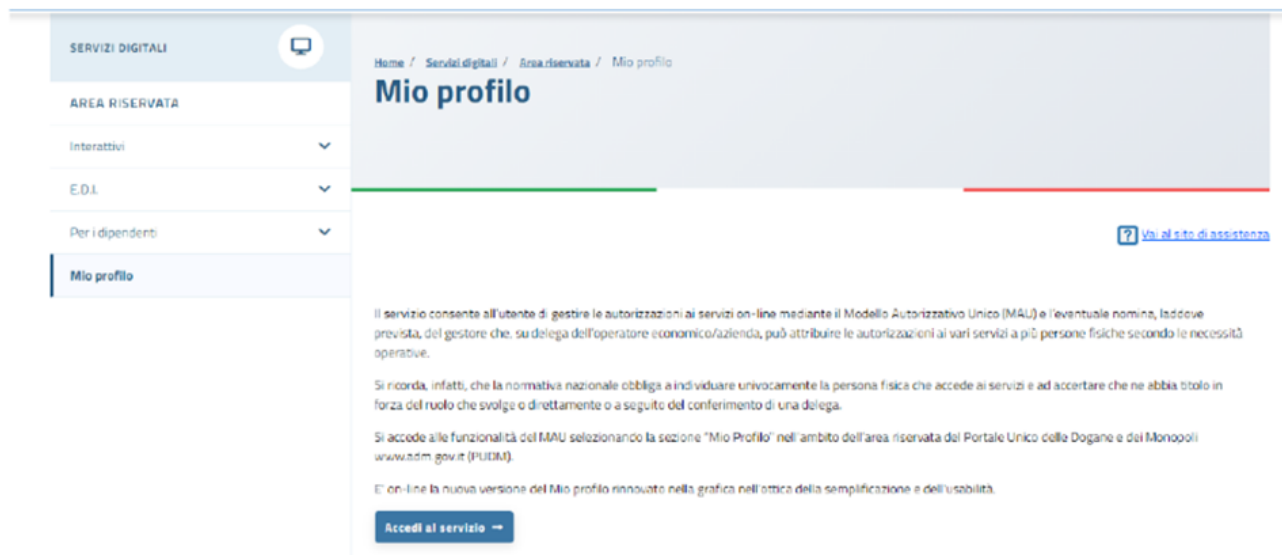 SERVIZI DIGITALI
AREA RISERVATA
Interattivi
E.D.I.
Per i dipendenti
Mio profilo
Home / Servizi digitali / Area riservata / Mio profilo
Mio profilo
? Vai al sito di assistenza
Il servizio consente all'utente di gestire le autorizzazioni ai servizi on-line mediante il Modello Autorizzativo Unico (MAU) e l'eventuale nomina, laddove
prevista, del gestore che, su delega dell'operatore economico/azienda, può attribuire le autorizzazioni ai vari servizi a più persone fisiche secondo le necessità
operative.
Si ricorda, infatti, che la normativa nazionale obbliga a individuare univocamente la persona fisica che accede ai servizi e ad accertare che ne abbia titolo in
forza del ruolo che svolge o direttamente o a seguito del conferimento di una delega.
Si accede alle funzionalità del MAU selezionando la sezione "Mio Profilo" nell'ambito dell'area riservata del Portale Unico delle Dogane e dei Monopoli
www.adm.gov.it (PUDM).
E' on-line la nuova versione del Mio profilo rinnovato nella grafica nell'ottica della semplificazione e dell'usabilità.
Accedi al servizio →